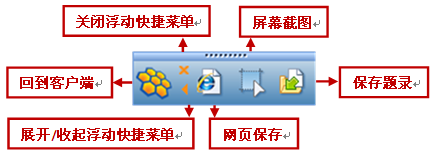 关闭浮动快捷菜单
屏幕截图
回到客户端
保存题录
展开/收起浮动快捷菜单
网页保存